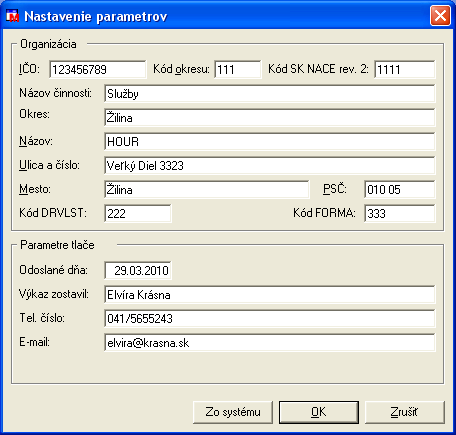 Nastavenie parametrov
Organizácia
IČO: 123456789 Kód okresu: 111 Kód SK NACE rev. 2: 1111
Názov činnosti: Služby
Okres: Žilina
Názov: HOUR
Ulica a číslo: Veľký Diel 3323
Mesto: Žilina PSČ: 010 05
Kód DRVLST: 222 Kód FORMA: 333
Parametre tlače
Odoslané dňa: 29.03.2010
Výkaz zostavil: Elvíra Krásna
Tel. číslo: 041/5655243
E-mail: elvira@krasna.sk
Zo systému OK Zrušiť